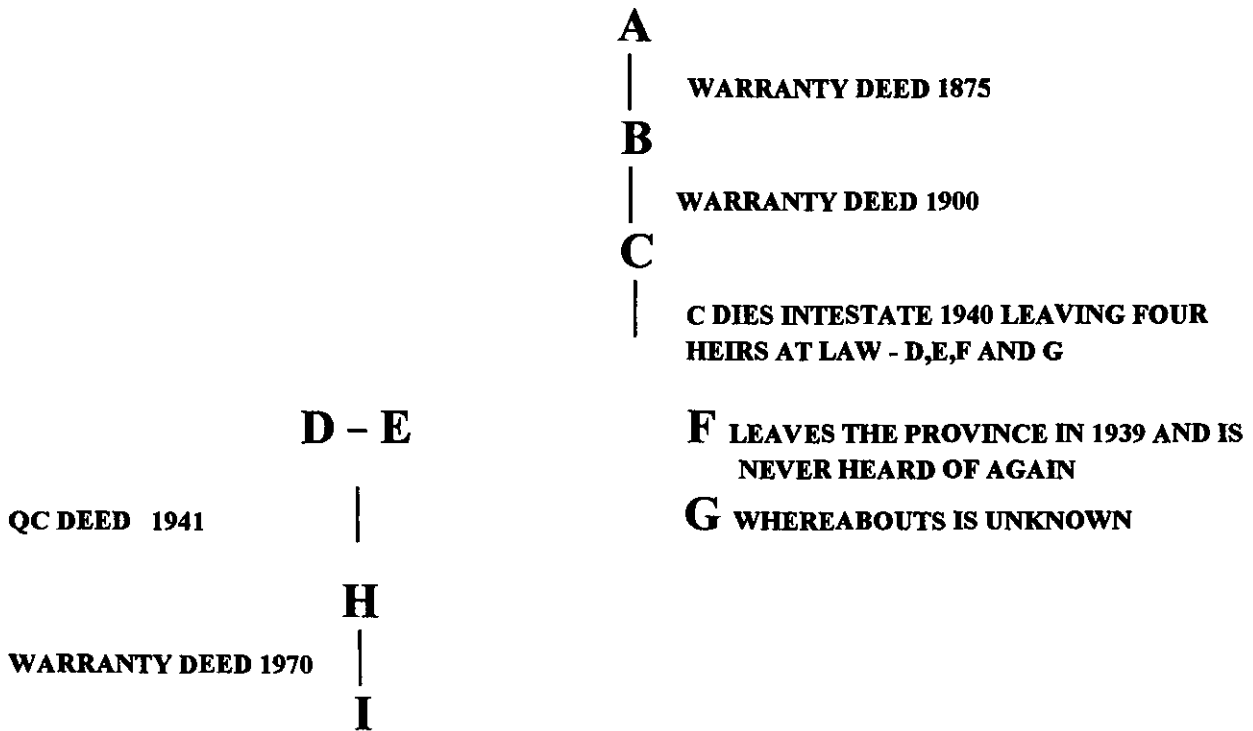 A
WARRANTY DEED 1875
B
WARRANTY DEED 1900
C
C DIES INTESTATE 1940 LEAVING FOUR
HEIRS AT LAW - D,E,F AND G
D – E
F LEAVES THE PROVINCE IN 1939 AND IS
NEVER HEARD OF AGAIN
G WHEREABOUTS IS UNKNOWN
QC DEED 1941
H
WARRANTY DEED 1970
I